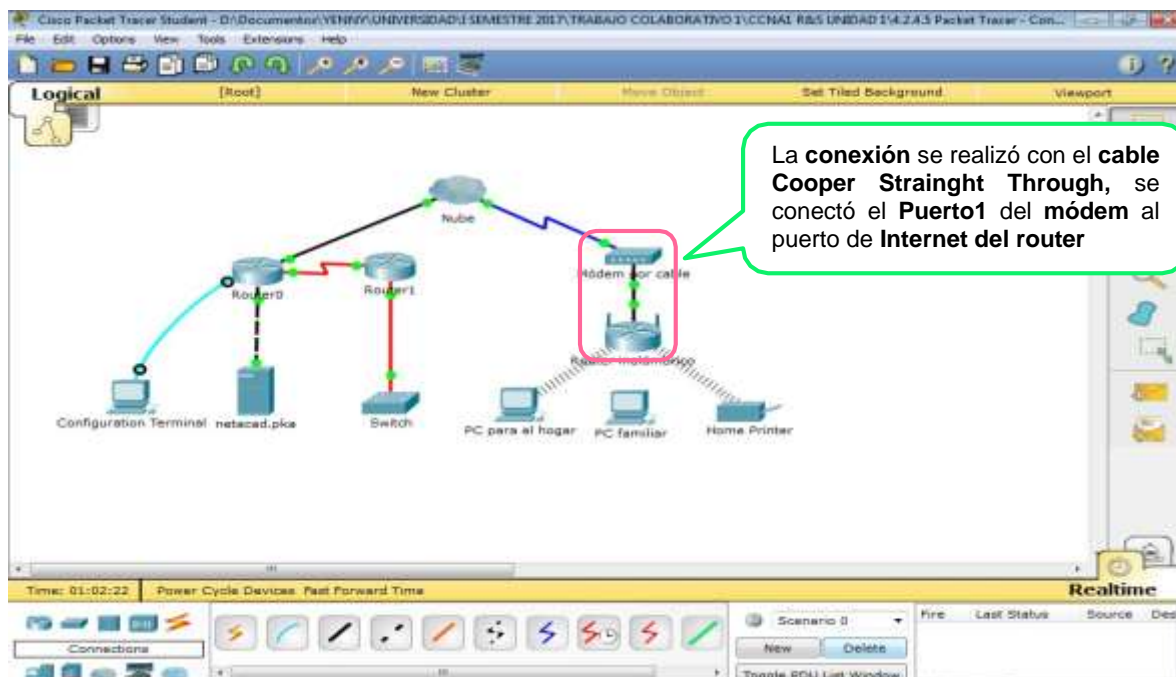 Cisco Packet Tracer Student - D:\Documentos\YENNY\UNIVERSIDAD\I SEMESTRE 2017\TRABAJO COLABORATIVO 1\CCNA1 R&S UNIDAD 1\4.2.4.5 Packet Tracer - Con...
File Edit Options View Tools Extensions Help
Logical [Root] New Cluster Move Object Set Tiled Background Viewport
La conexión se realizó con el cable
Cooper Strainght Through, se
conectó el Puerto1 del módem al
puerto de Internet del router
Nube
Módem por cable
Router0
Router1
Router inalámbrico
Configuration Terminal
netacad.pka
Switch
PC para al hogar
PC familiar
Home Printer
Time: 01:02:22 Power Cycle Devices Fast Forward Time
Realtime
Connections
Scenario 0
Fire Last Status Source Des
New Delete
Toggle PDU List Window